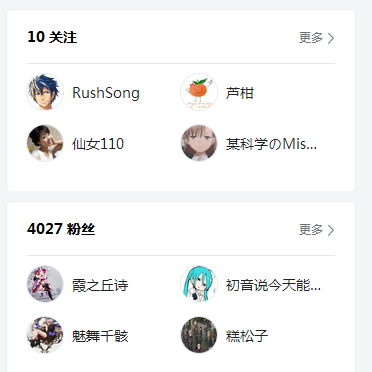 10 关注 更多
RushSong 芦柑
仙女110 某科学のMis...
4027 粉丝 更多
霞之丘诗 初音说今天能...
魅舞千骸 糕松子